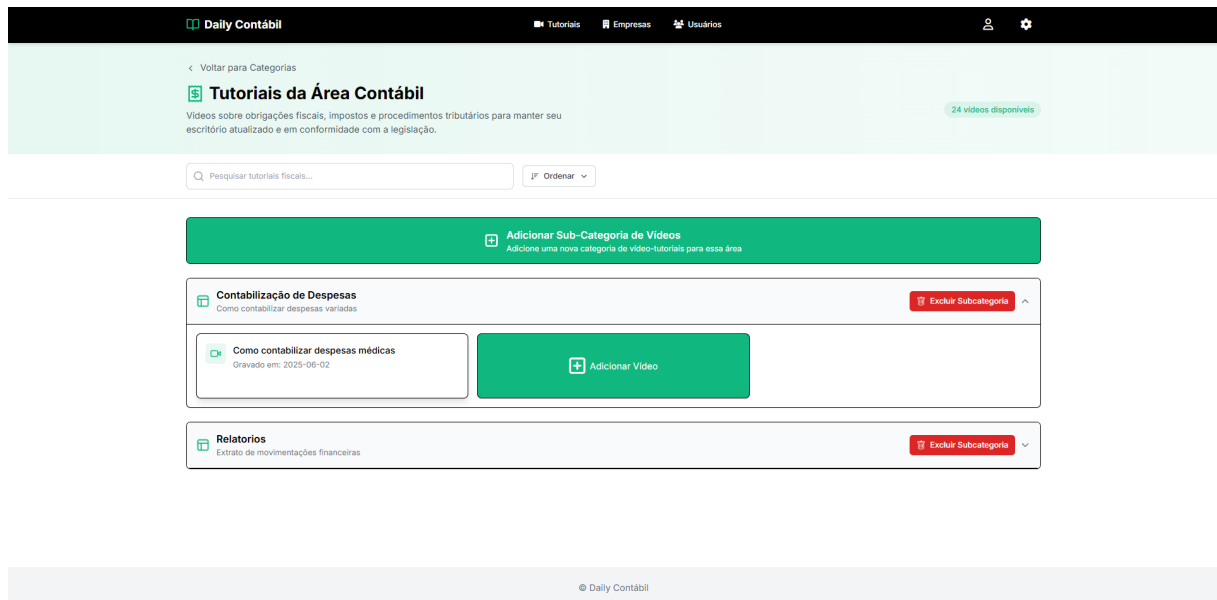 Daily Contábil
Tutoriais
Empresas
Usuários
Voltar para Categorias
Tutoriais da Área Contábil
Vídeos sobre obrigações fiscais, impostos e procedimentos tributários para manter seu
escritório atualizado e em conformidade com a legislação.
24 vídeos disponíveis
Pesquisar tutoriais fiscais...
Ordenar
Adicionar Sub-Categoria de Vídeos
Adicione uma nova categoria de vídeo-tutoriais para essa área
Contabilização de Despesas
Como contabilizar despesas variadas
Excluir Subcategoria
Como contabilizar despesas médicas
Gravado em: 2025-06-02
Adicionar Vídeo
Relatorios
Extrato de movimentações financeiras
Excluir Subcategoria
© Daily Contábil